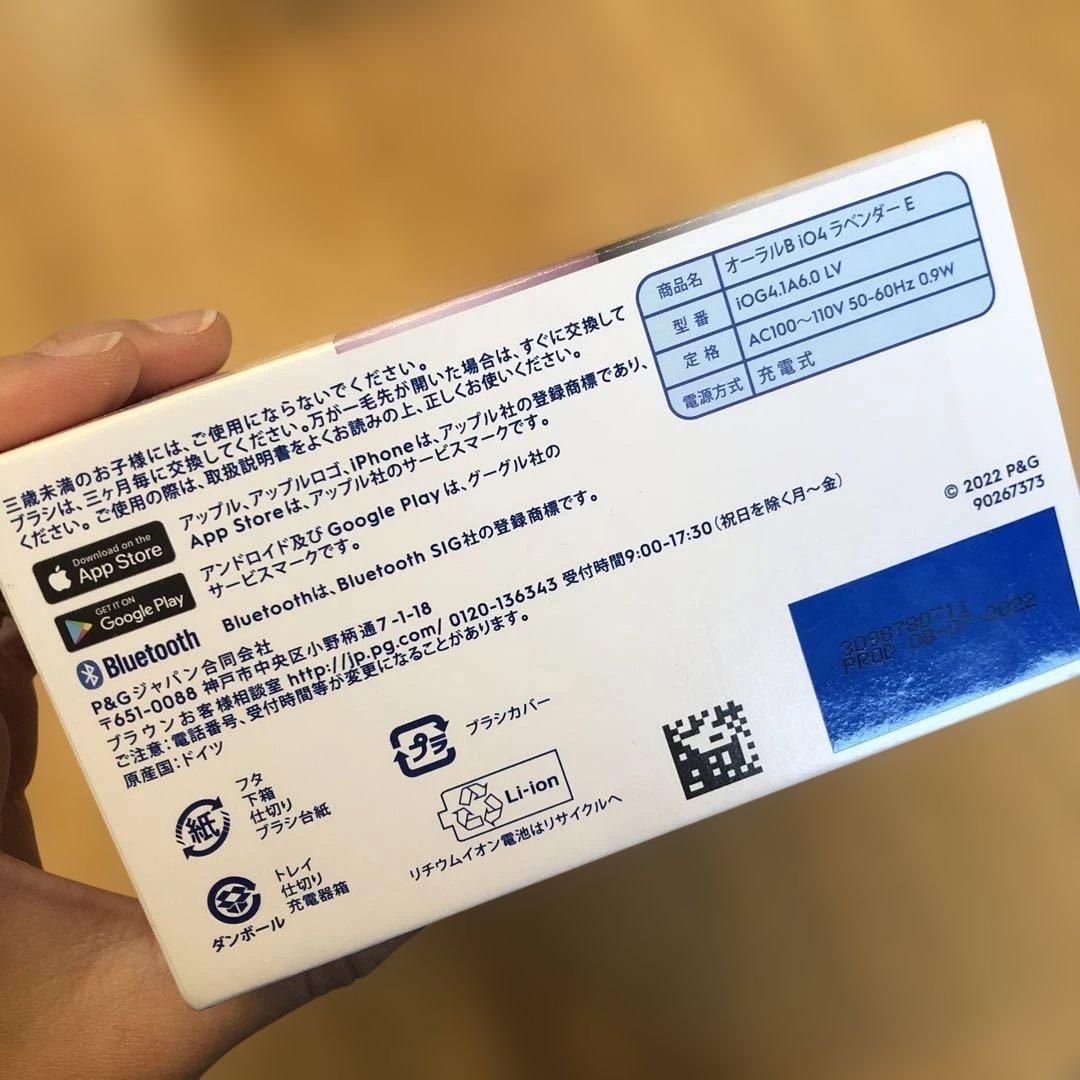 商品名 オーラルB iO4 ラベンダー E
型番 iOG4.1A6.0 LV
定格 AC100～110V 50-60Hz 0.9W
電源方式 充電式
三歳未満のお子様には、ご使用にならないでください。
ブラシは、三ヶ月毎に交換してください。万が一毛先が開いた場合は、すぐに交換して
ください。ご使用の際は、取扱説明書をよくお読みの上、正しくお使いください。
Download on the
App Store
アップル、アップルロゴ、iPhoneは、アップル社の登録商標であり、
App Storeは、アップル社のサービスマークです。
GET IT ON
Google Play
アンドロイド及び Google Play は、グーグル社の
サービスマークです。
Bluetooth
Bluetoothは、Bluetooth SIG社の登録商標です。
P&Gジャパン合同会社
〒651-0088 神戸市中央区小野柄通7-1-18
ブラウンお客様相談室 http://jp.pg.com/ 0120-136343 受付時間9:00-17:30（祝日を除く月～金）
ご注意：電話番号、受付時間等が変更になることがあります。
原産国：ドイツ
© 2022 P&G
90267373
3098780711
PROD 08-07-2022
プラ
ブラシカバー
紙
フタ
下箱
仕切り
ブラシ台紙
Li-ion
リチウムイオン電池はリサイクルへ
ダンボール
トレイ
仕切り
充電器箱